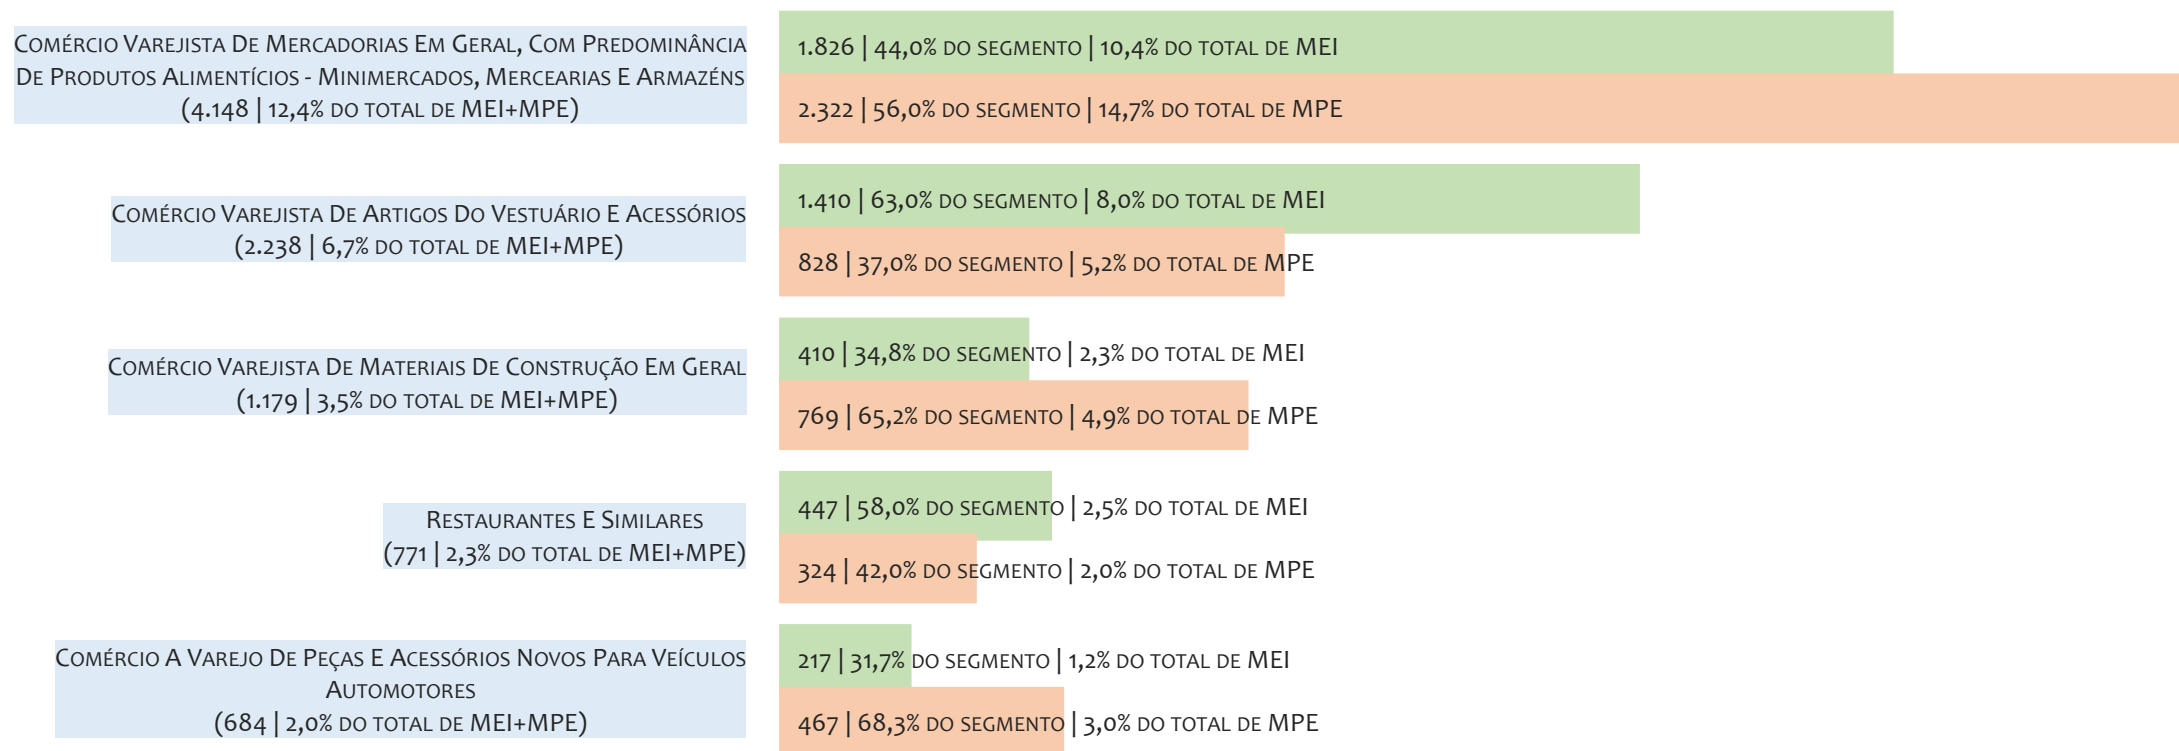 Comércio Varejista De Mercadorias Em Geral, Com Predominância
De Produtos Alimentícios - Minimercados, Mercearias E Armazéns
(4.148 | 12,4% do total de MEI+MPE)
1.826 | 44,0% do segmento | 10,4% do total de MEI
2.322 | 56,0% do segmento | 14,7% do total de MPE
Comércio Varejista De Artigos Do Vestuário E Acessórios
(2.238 | 6,7% do total de MEI+MPE)
1.410 | 63,0% do segmento | 8,0% do total de MEI
828 | 37,0% do segmento | 5,2% do total de MPE
Comércio Varejista De Materiais De Construção Em Geral
(1.179 | 3,5% do total de MEI+MPE)
410 | 34,8% do segmento | 2,3% do total de MEI
769 | 65,2% do segmento | 4,9% do total de MPE
Restaurantes E Similares
(771 | 2,3% do total de MEI+MPE)
447 | 58,0% do segmento | 2,5% do total de MEI
324 | 42,0% do segmento | 2,0% do total de MPE
Comércio A Varejo De Peças E Acessórios Novos Para Veículos
Automotores
(684 | 2,0% do total de MEI+MPE)
217 | 31,7% do segmento | 1,2% do total de MEI
467 | 68,3% do segmento | 3,0% do total de MPE